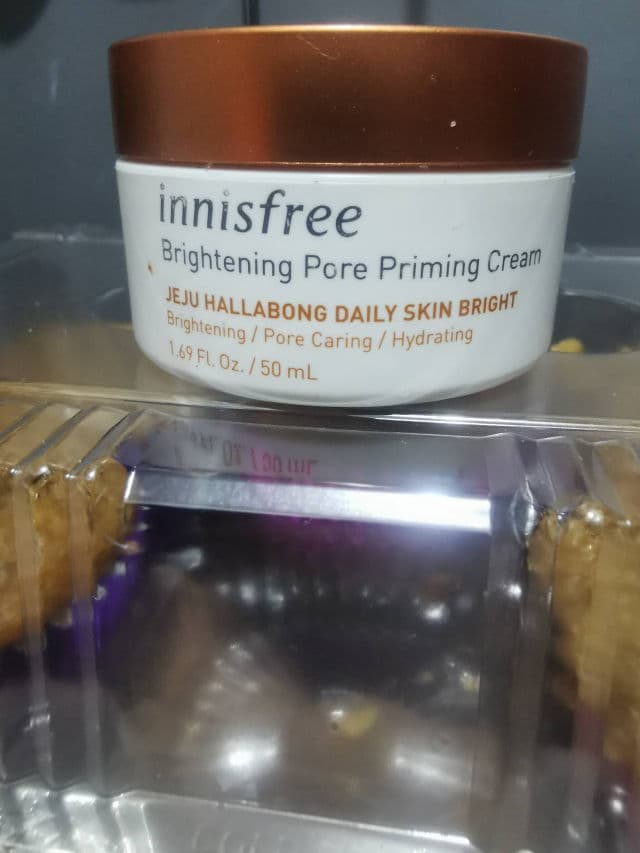 innisfree
Brightening Pore Priming Cream
JEJU HALLABONG DAILY SKIN BRIGHT
Brightening / Pore Caring / Hydrating
1.69 Fl. Oz. / 50 mL